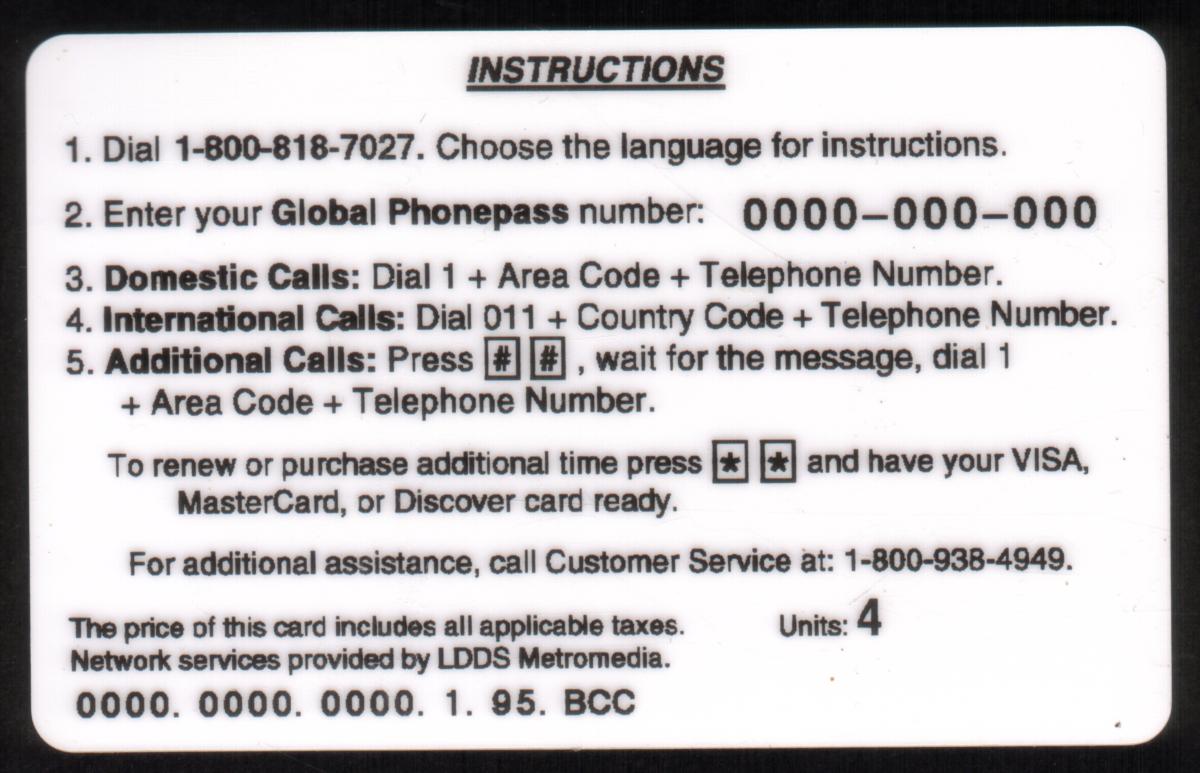 INSTRUCTIONS
1. Dial 1-800-818-7027. Choose the language for instructions.
2. Enter your Global Phonepass number: 0000-000-000
3. Domestic Calls: Dial 1 + Area Code + Telephone Number.
4. International Calls: Dial 011 + Country Code + Telephone Number.
5. Additional Calls: Press # #, wait for the message, dial 1
+ Area Code + Telephone Number.
To renew or purchase additional time press * * and have your VISA,
MasterCard, or Discover card ready.
For additional assistance, call Customer Service at: 1-800-938-4949.
The price of this card includes all applicable taxes. Units: 4
Network services provided by LDDS Metromedia.
0000. 0000. 0000. 1. 95. BCC